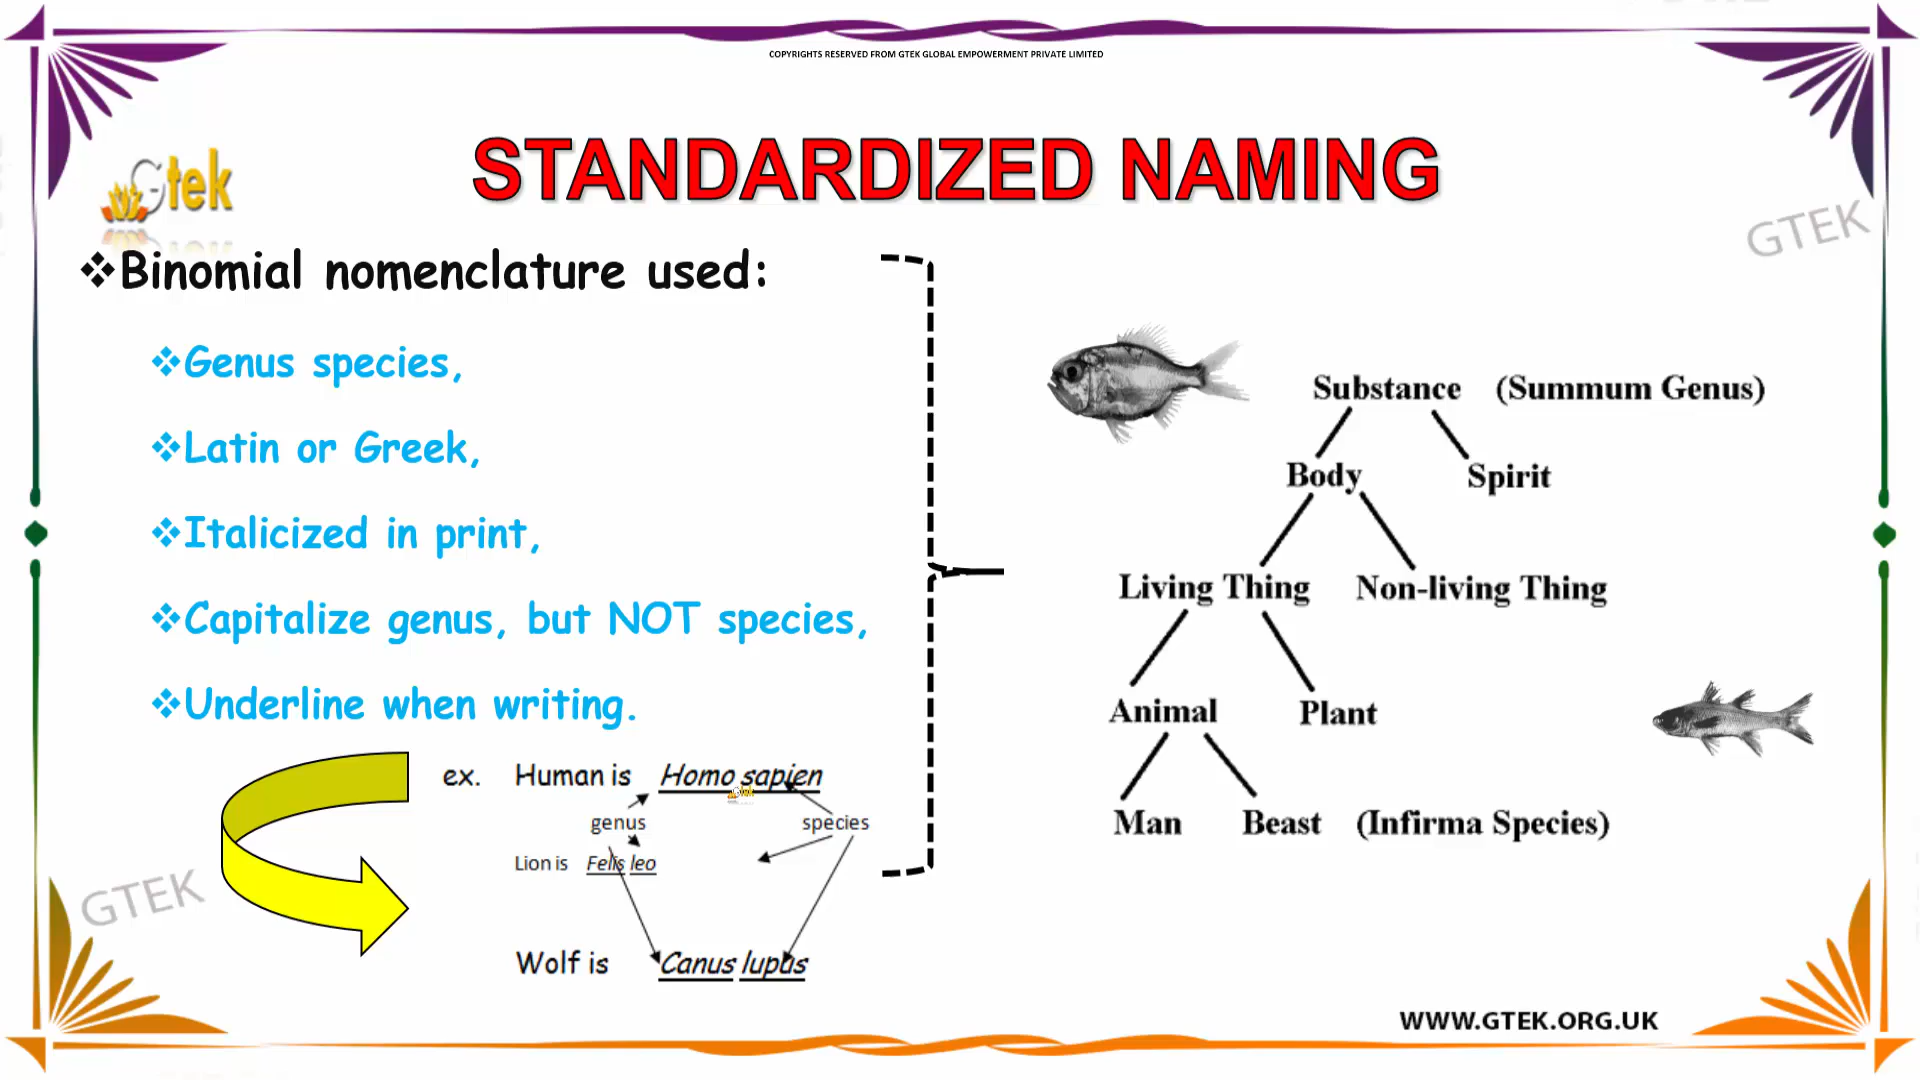 COPYRIGHTS RESERVED FROM GTEK GLOBAL EMPOWERMENT PRIVATE LIMITED
Gtek
STANDARDIZED NAMING
GTEK
❖Binomial nomenclature used:
❖Genus species,
❖Latin or Greek,
❖Italicized in print,
❖Capitalize genus, but NOT species,
❖Underline when writing.
ex. Human is Homo sapien
Gtek
genus species
Lion is Felis leo
Wolf is Canus lupus
GTEK
Substance (Summum Genus)
Body Spirit
Living Thing Non-living Thing
Animal Plant
Man Beast (Infirma Species)
WWW.GTEK.ORG.UK